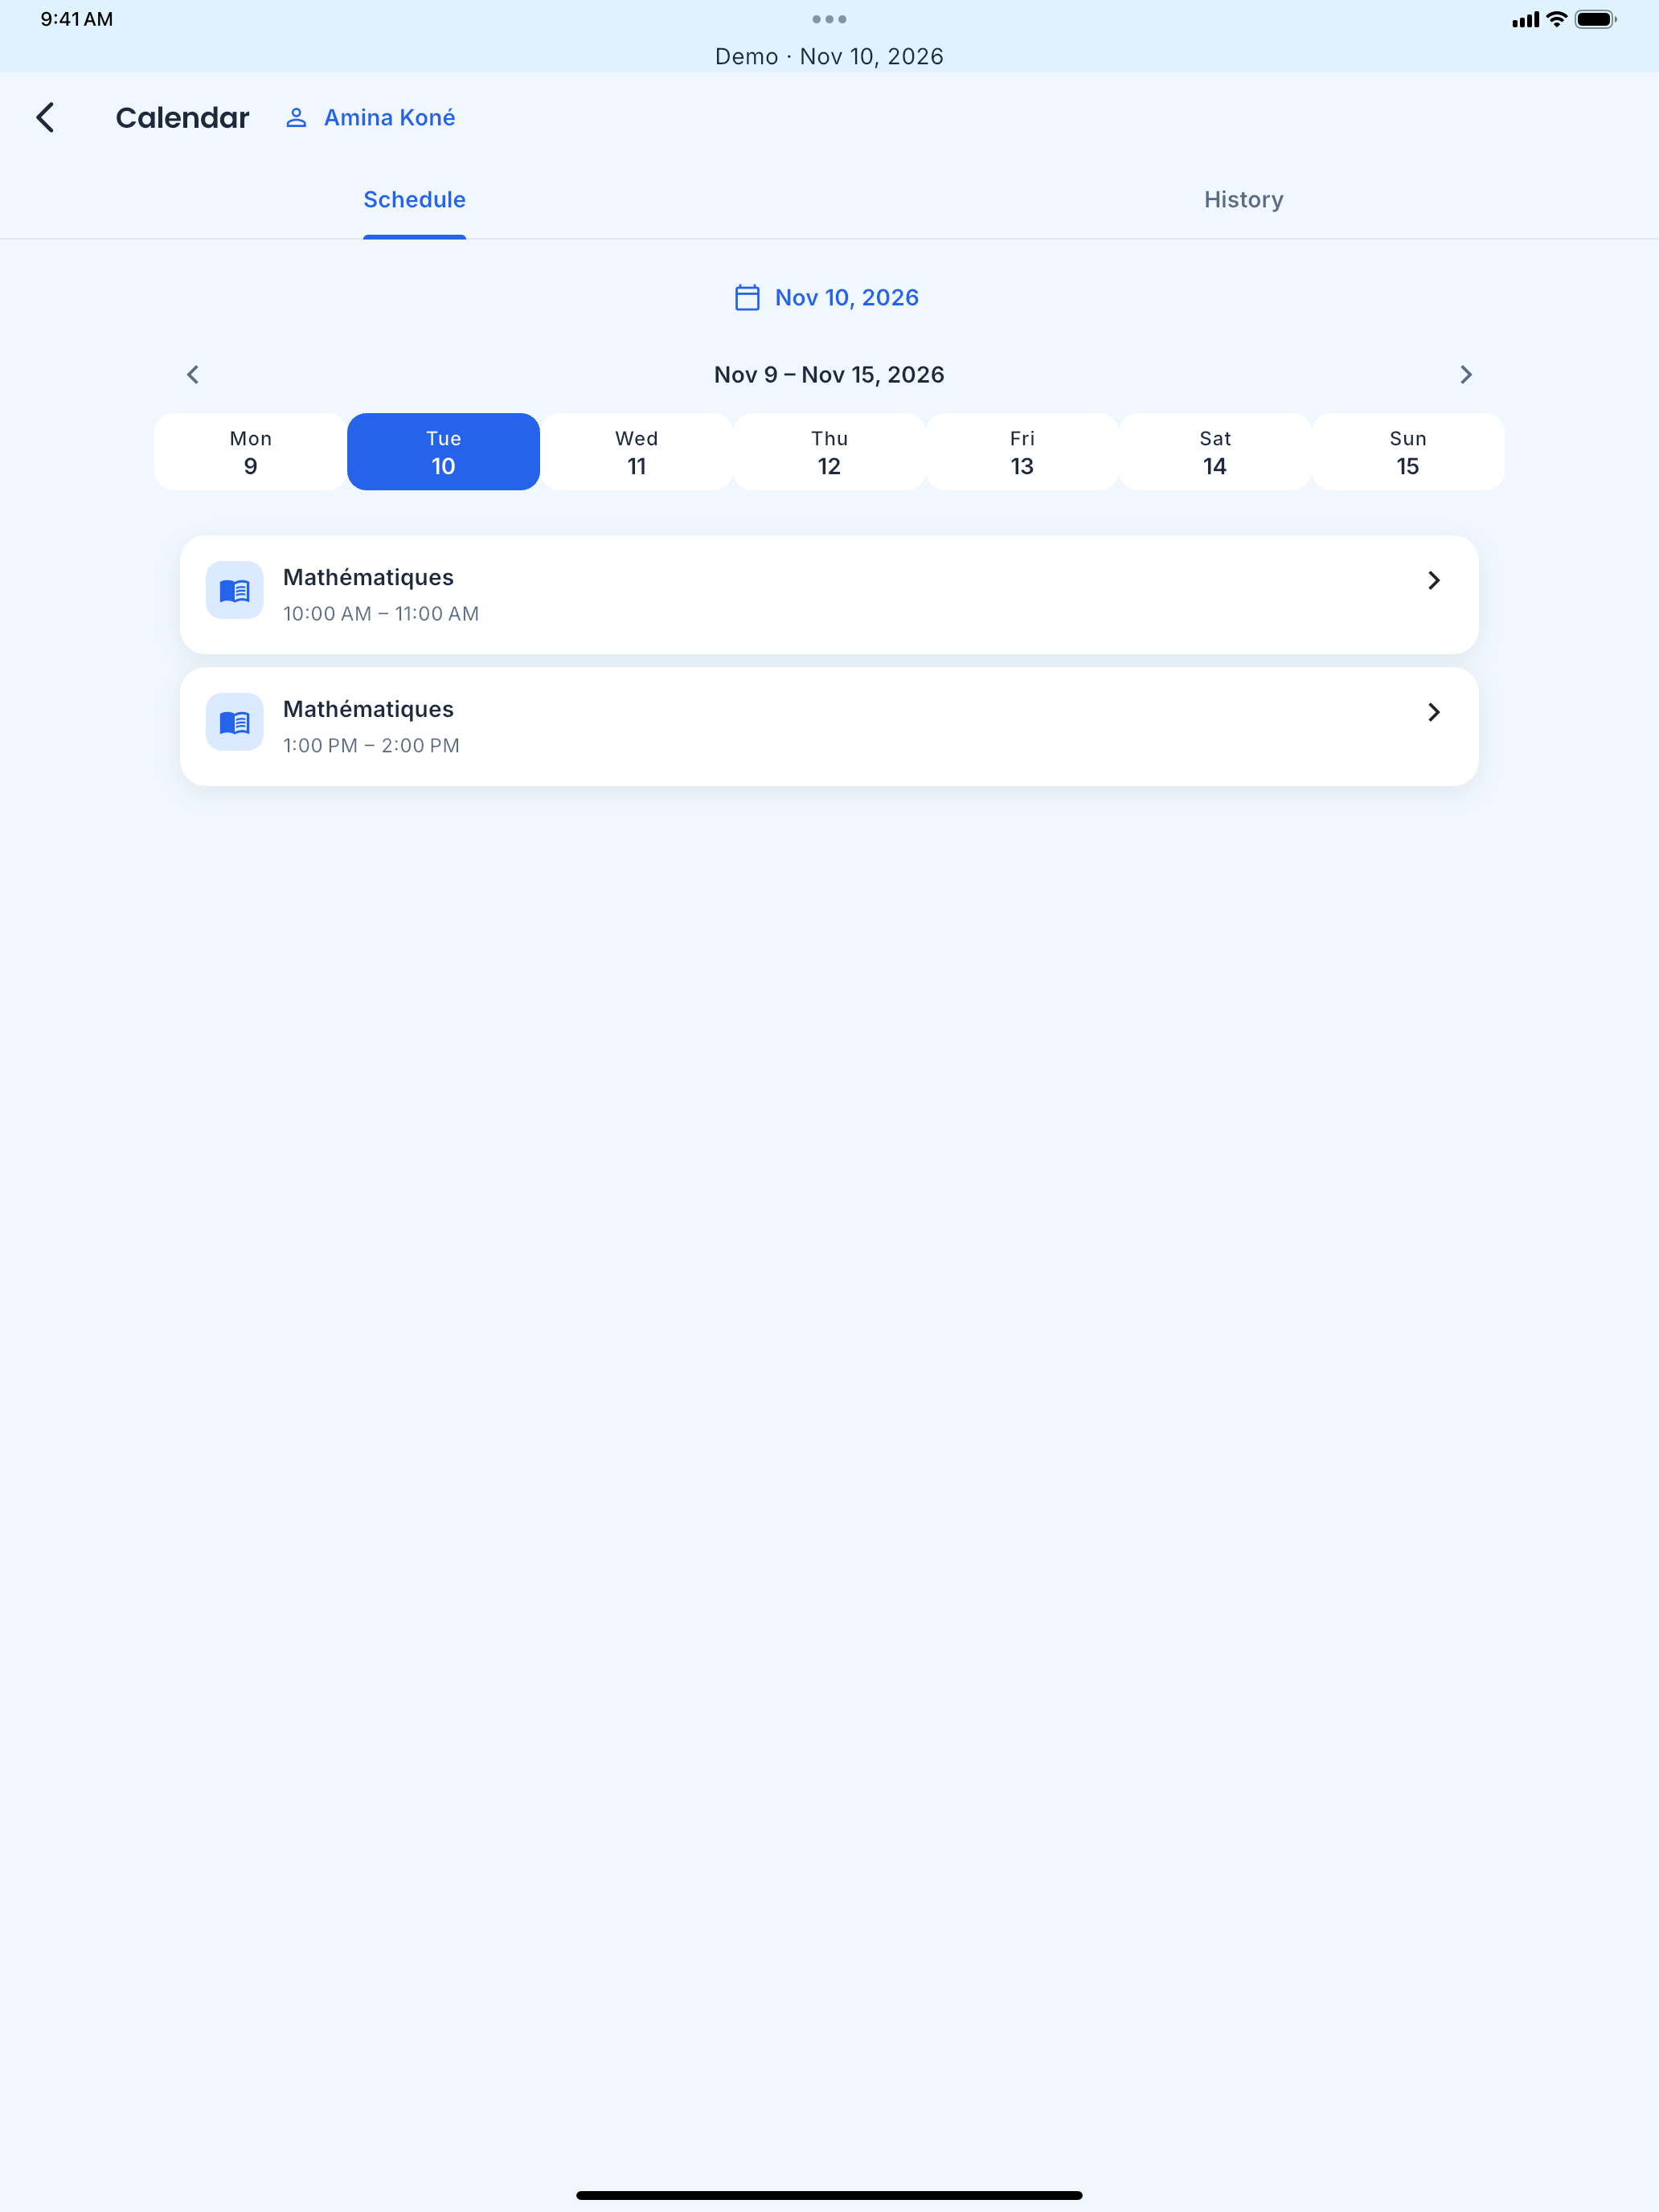 9:41 AM
Demo · Nov 10, 2026
Calendar
Amina Koné
Schedule
History
Nov 10, 2026
Nov 9 – Nov 15, 2026
Mon
9
Tue
10
Wed
11
Thu
12
Fri
13
Sat
14
Sun
15
Mathématiques
10:00 AM – 11:00 AM
Mathématiques
1:00 PM – 2:00 PM